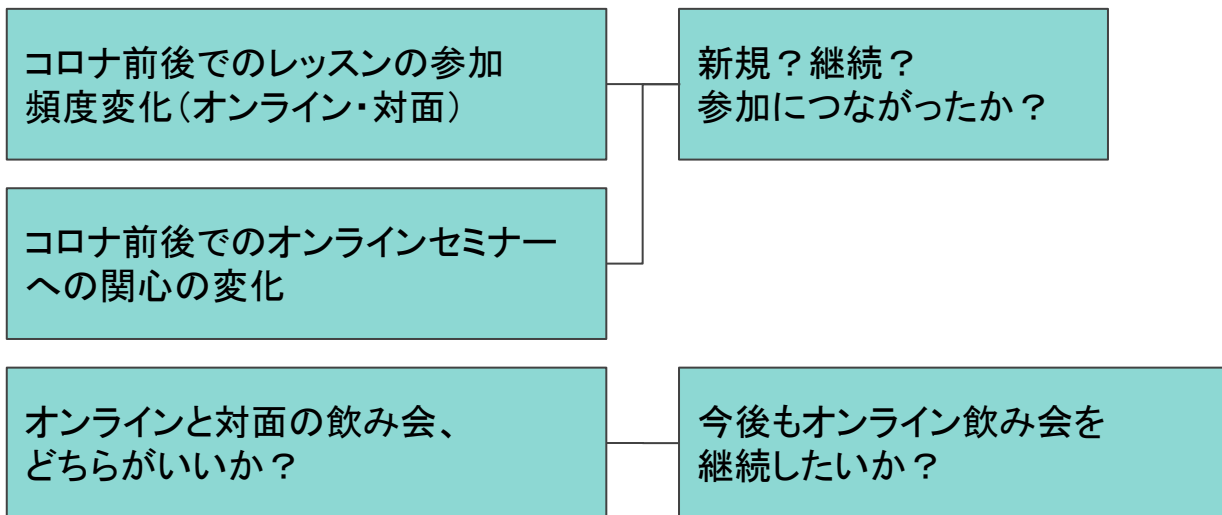 コロナ前後でのレッスンの参加
頻度変化(オンライン・対面)
新規?継続?
参加につながったか?
コロナ前後でのオンラインセミナー
への関心の変化
オンラインと対面の飲み会、
どちらがいいか?
今後もオンライン飲み会を
継続したいか?